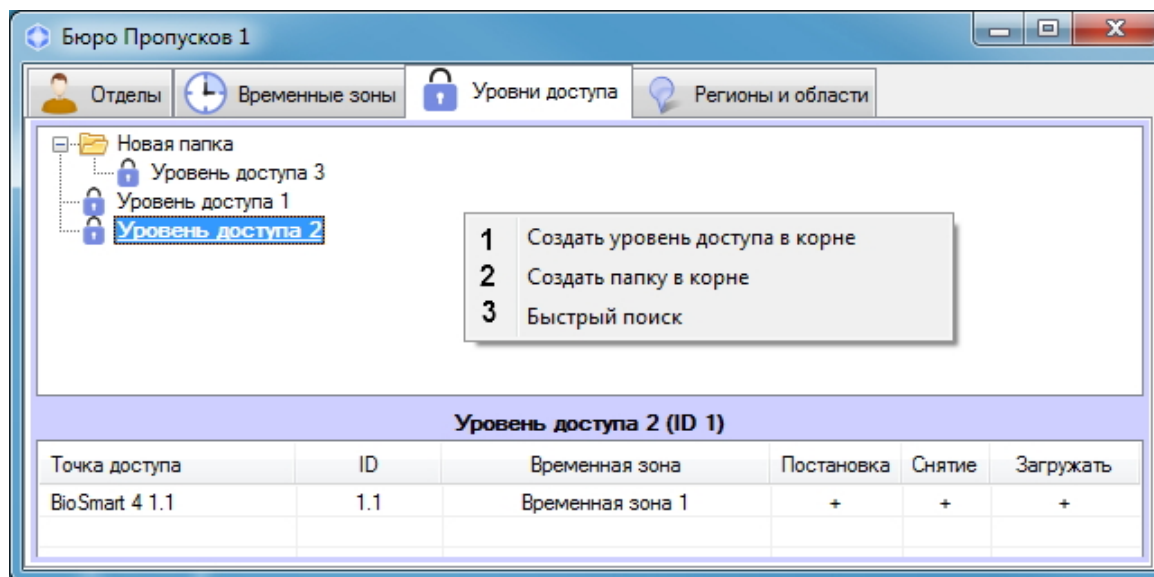 Бюро Пропусков 1
Отделы Временные зоны Уровни доступа Регионы и области
Новая папка
Уровень доступа 3
Уровень доступа 1
Уровень доступа 2
1 Создать уровень доступа в корне
2 Создать папку в корне
3 Быстрый поиск
Уровень доступа 2 (ID 1)
Точка доступа ID Временная зона Постановка Снятие Загружать
BioSmart 4 1.1 1.1 Временная зона 1 + + +